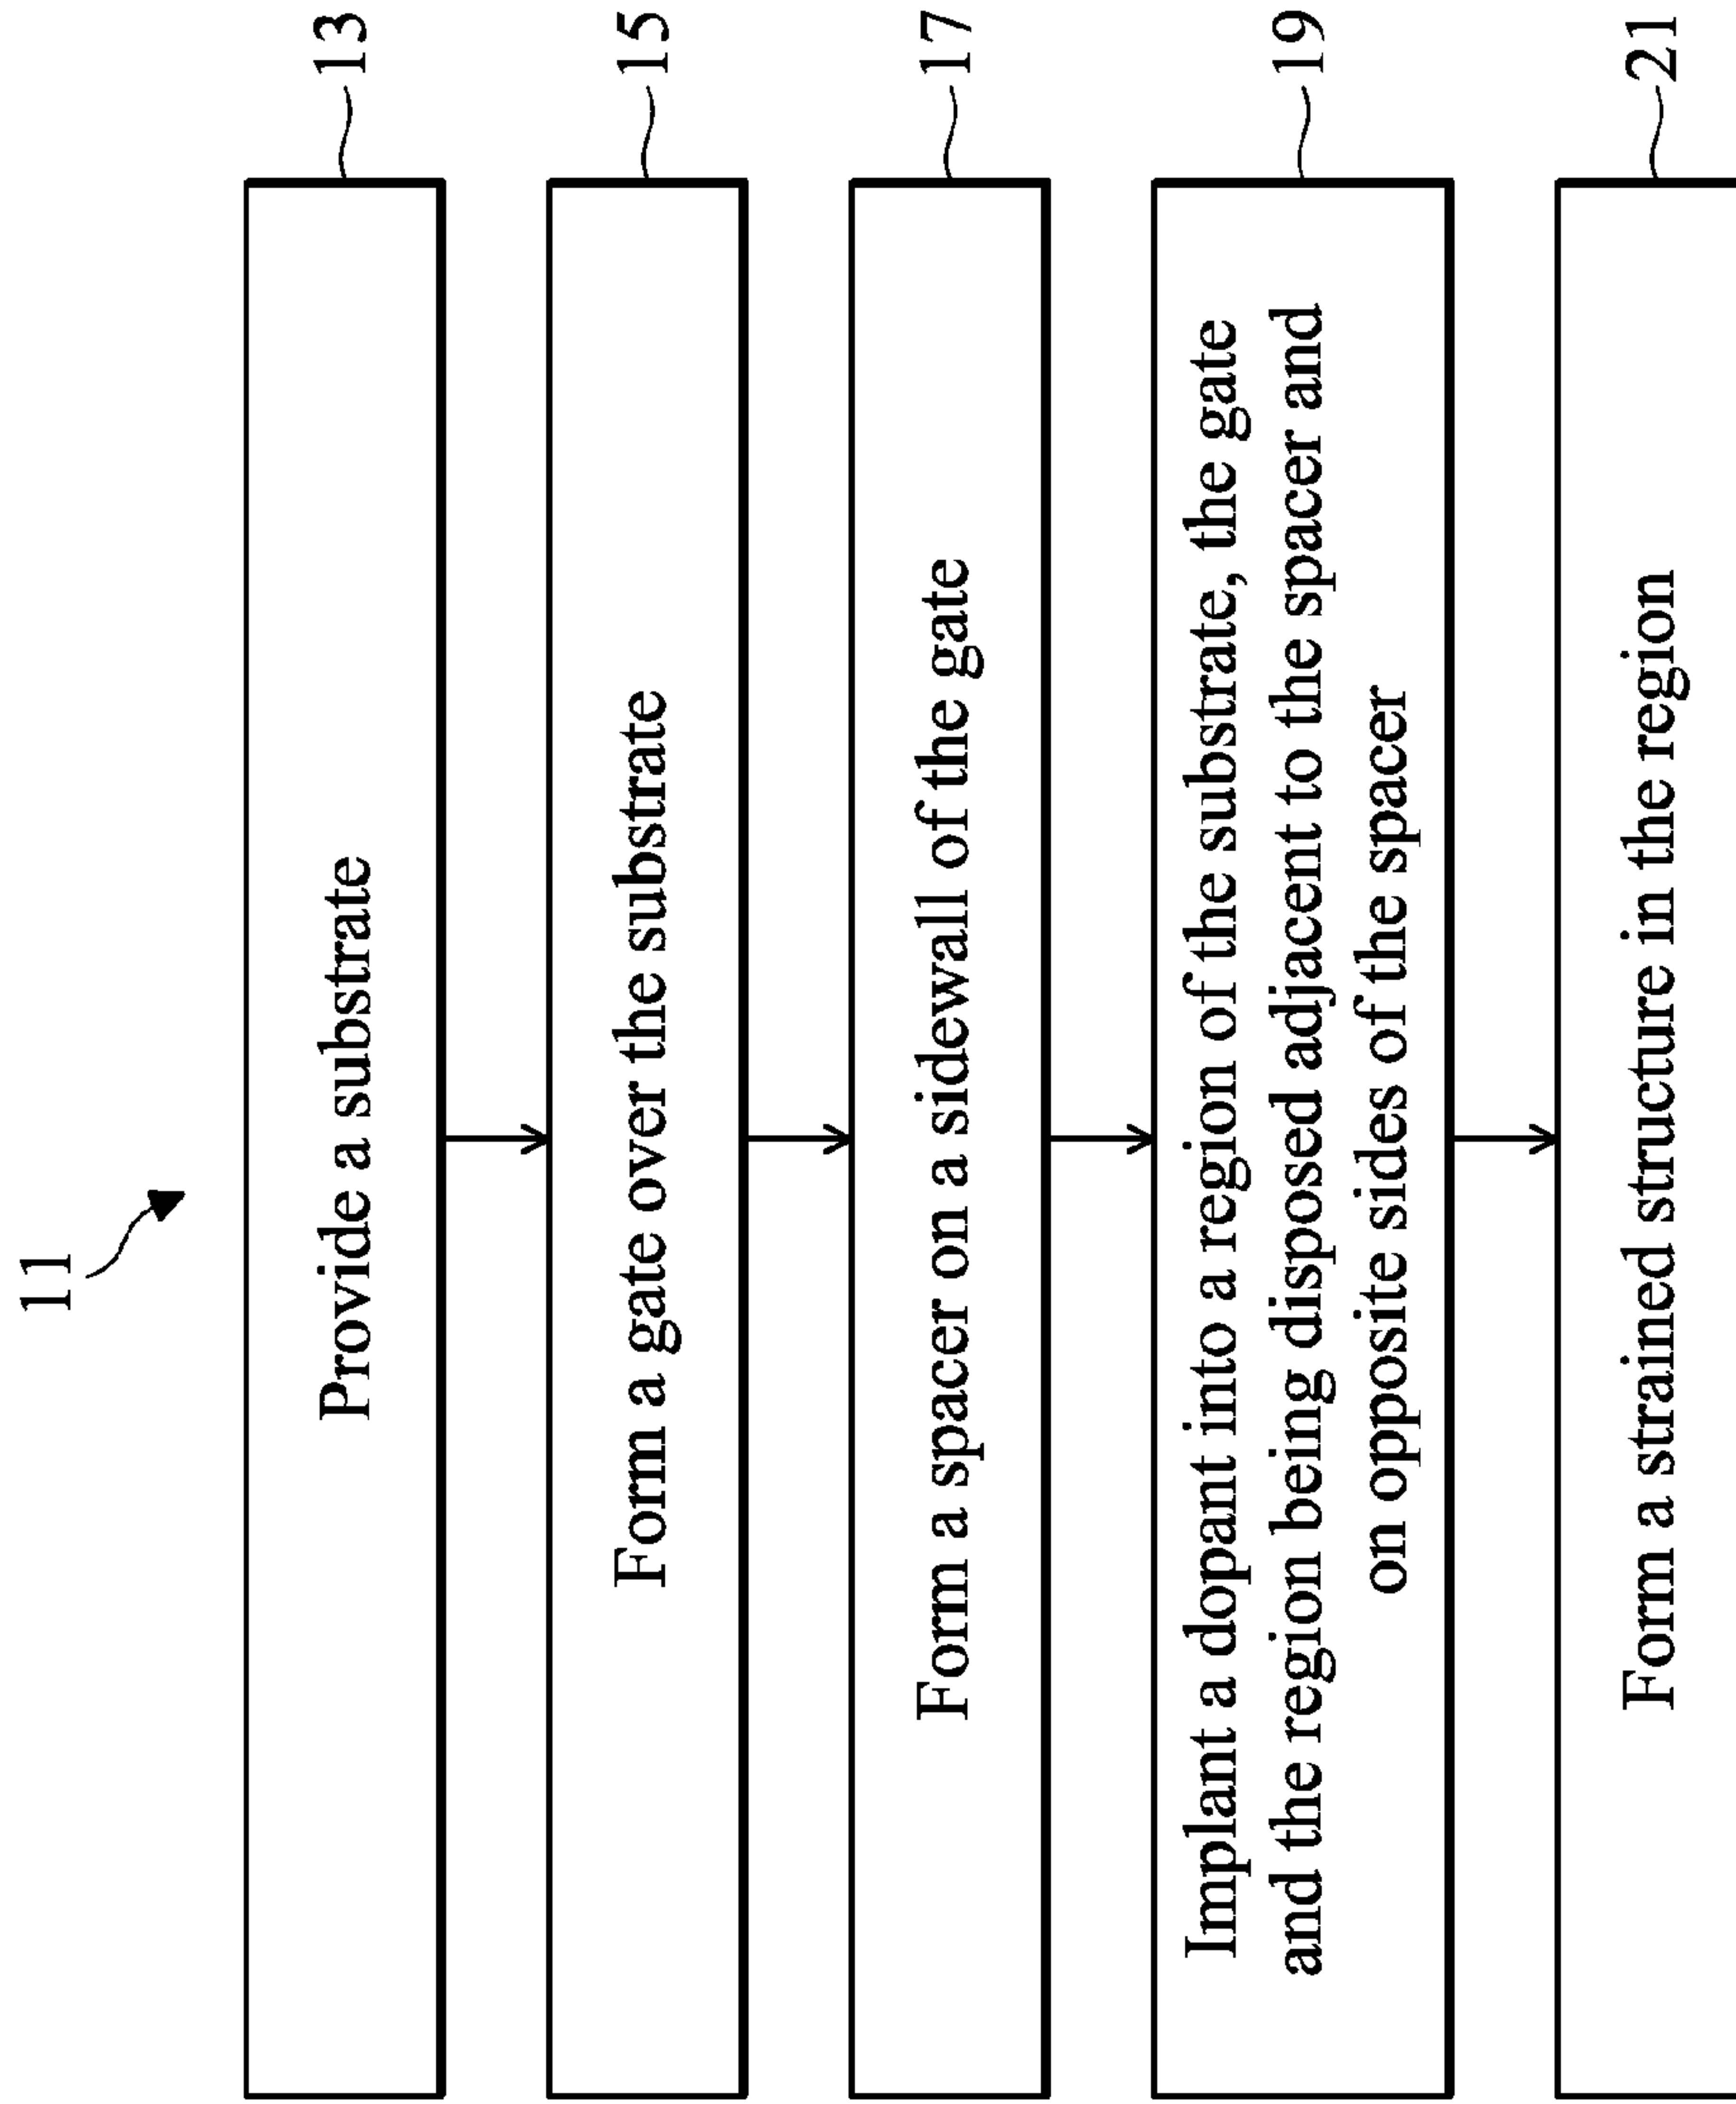 11
Provide a substrate
13
Form a gate over the substrate
15
Form a spacer on a sidewall of the gate
17
Implant a dopant into a region of the substrate, the gate
and the region being disposed adjacent to the spacer and
on opposite sides of the spacer
19
Form a strained structure in the region
21